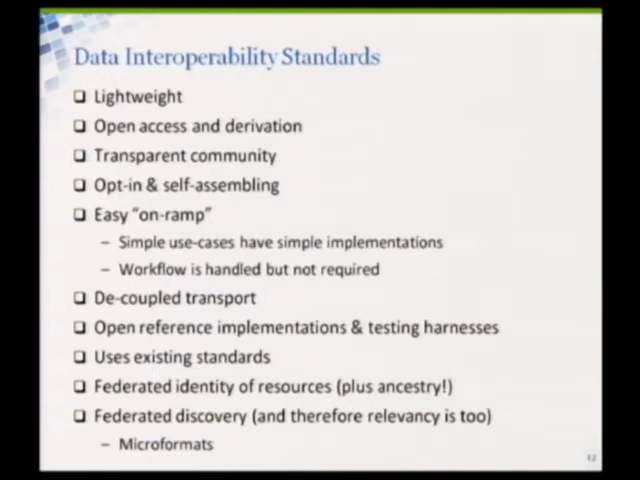 Data Interoperability Standards
❑ Lightweight
❑ Open access and derivation
❑ Transparent community
❑ Opt-in & self-assembling
❑ Easy “on-ramp”
– Simple use-cases have simple implementations
– Workflow is handled but not required
❑ De-coupled transport
❑ Open reference implementations & testing harnesses
❑ Uses existing standards
❑ Federated identity of resources (plus ancestry!)
❑ Federated discovery (and therefore relevancy is too)
– Microformats
12